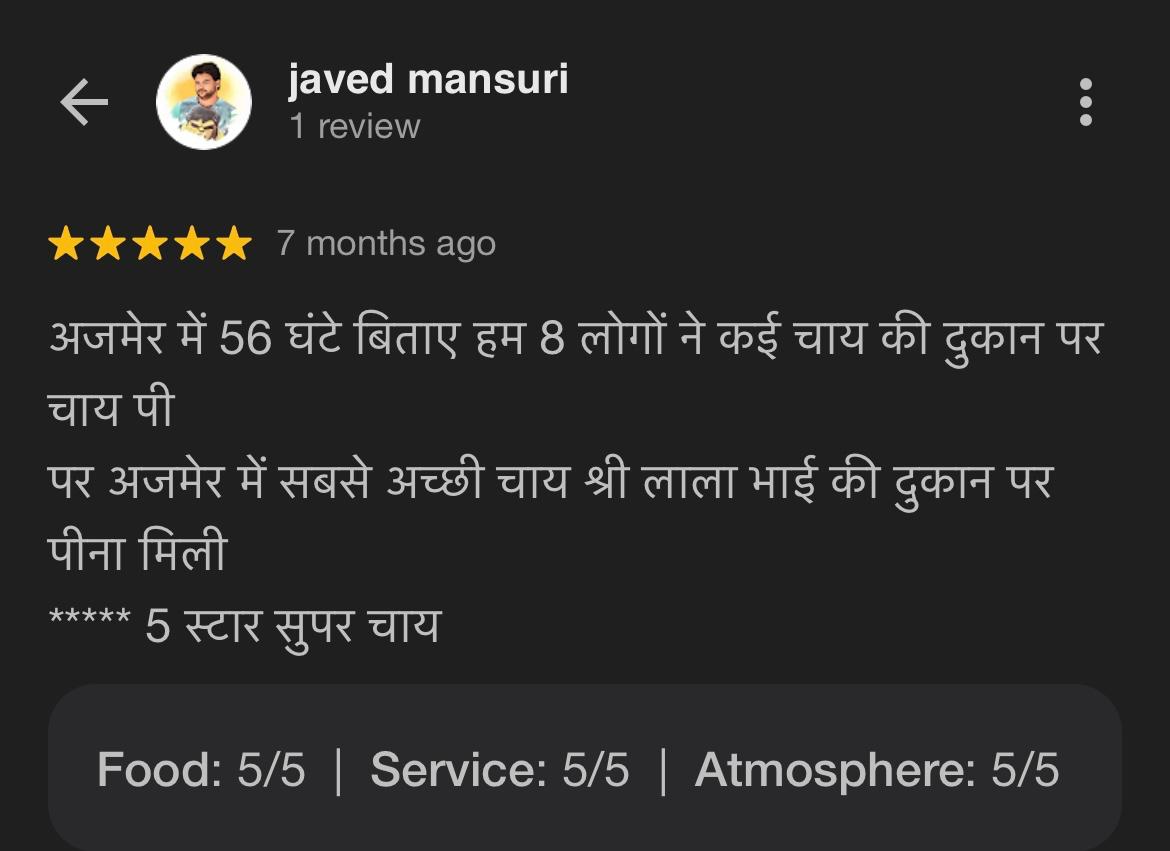 javed mansuri
1 review
7 months ago
अजमेर में 56 घंटे बिताए हम 8 लोगों ने कई चाय की दुकान पर
चाय पी
पर अजमेर में सबसे अच्छी चाय श्री लाला भाई की दुकान पर
पीना मिली
***** 5 स्टार सुपर चाय
Food: 5/5 | Service: 5/5 | Atmosphere: 5/5